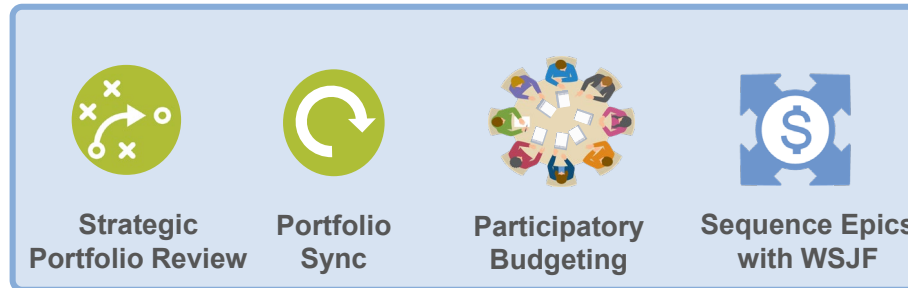 Strategic
Portfolio Review
Portfolio
Sync
Participatory
Budgeting
Sequence Epics
with WSJF
$